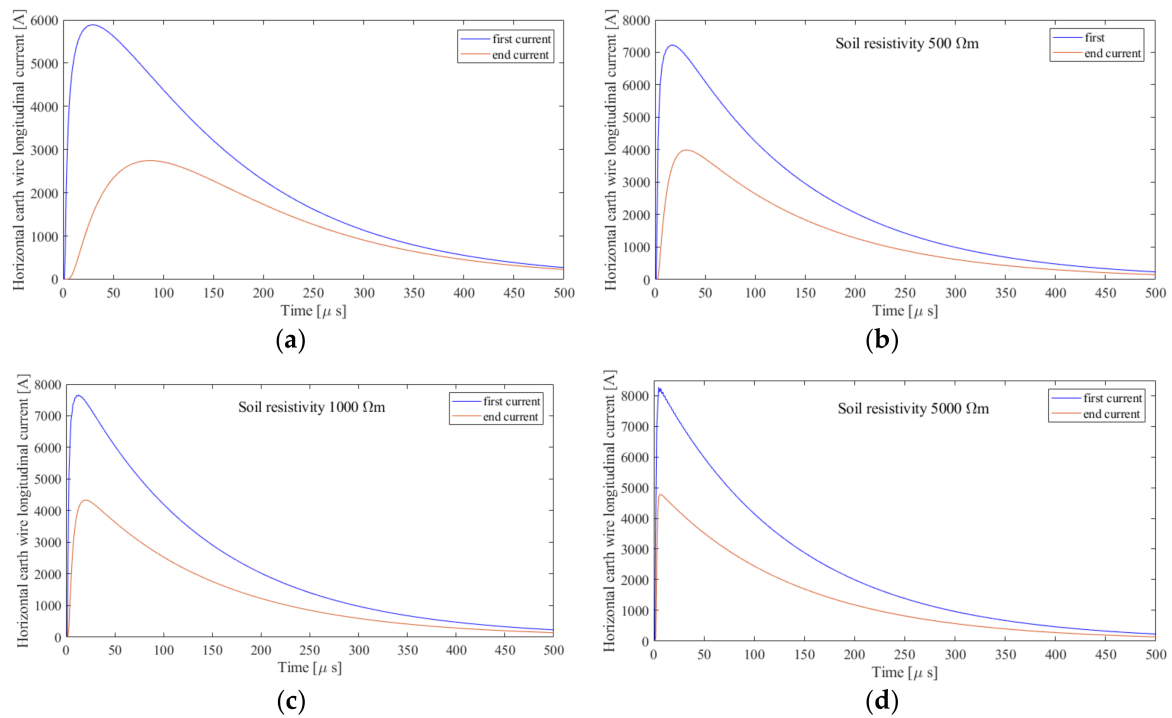 Horizontal earth wire longitudinal current [A]
6000
5000
4000
3000
2000
1000
0
first current
end current
0 50 100 150 200 250 300 350 400 450 500
Time [μ s]
(a)
Horizontal earth wire longitudinal current [A]
8000
7000
6000
5000
4000
3000
2000
1000
0
Soil resistivity 500 Ωm
first
end current
0 50 100 150 200 250 300 350 400 450 500
Time [μ s]
(b)
Horizontal earth wire longitudinal current [A]
8000
7000
6000
5000
4000
3000
2000
1000
0
Soil resistivity 1000 Ωm
first current
end current
0 50 100 150 200 250 300 350 400 450 500
Time [μ s]
(c)
Horizontal earth wire longitudinal current [A]
8000
7000
6000
5000
4000
3000
2000
1000
0
Soil resistivity 5000 Ωm
first current
end current
0 50 100 150 200 250 300 350 400 450 500
Time [μ s]
(d)